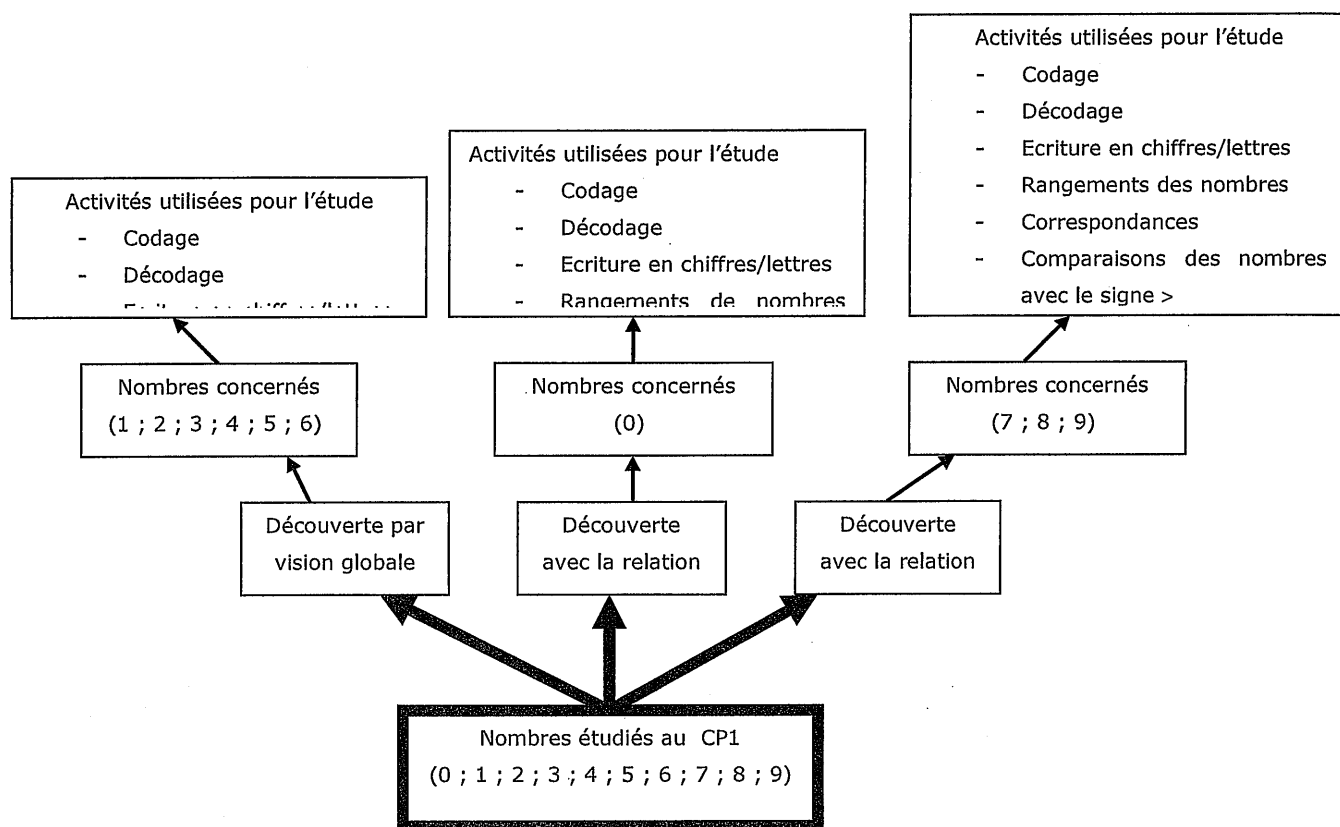 Activités utilisées pour l'étude
- Codage
- Décodage
- Ecriture en chiffres/lettres
- Rangements des nombres
- Correspondances
- Comparaisons des nombres
avec le signe >
Activités utilisées pour l'étude
- Codage
- Décodage
- Ecriture en chiffres/lettres
- Rangements de nombres
Activités utilisées pour l'étude
- Codage
- Décodage
- Ecriture en chiffres/lettres
Nombres concernés
(1 ; 2 ; 3 ; 4 ; 5 ; 6)
Nombres concernés
(0)
Nombres concernés
(7 ; 8 ; 9)
Découverte par
vision globale
Découverte
avec la relation
Découverte
avec la relation
Nombres étudiés au CP1
(0 ; 1 ; 2 ; 3 ; 4 ; 5 ; 6 ; 7 ; 8 ; 9)